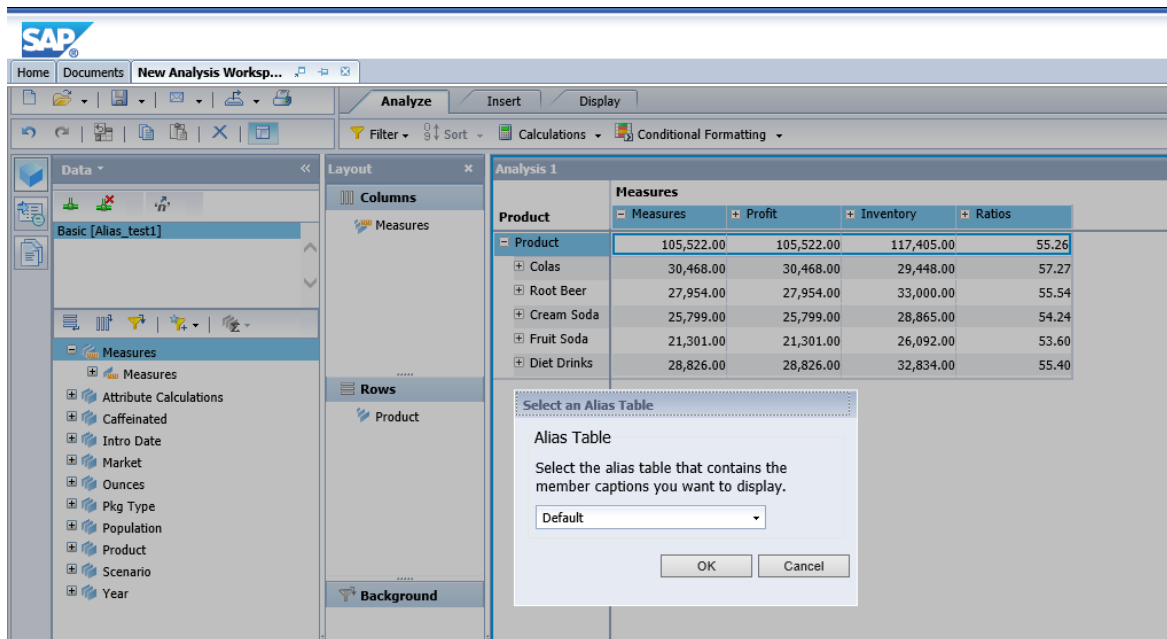 SAP
®
Home Documents New Analysis Worksp...
Analyze Insert Display
Filter Sort Calculations Conditional Formatting
Data
Basic [Alias_test1]
Measures
Measures
Attribute Calculations
Caffeinated
Intro Date
Market
Ounces
Pkg Type
Population
Product
Scenario
Year
Layout
Columns
Measures
Rows
Product
Background
Analysis 1
Measures
Product Measures Profit Inventory Ratios
Product 105,522.00 105,522.00 117,405.00 55.26
Colas 30,468.00 30,468.00 29,448.00 57.27
Root Beer 27,954.00 27,954.00 33,000.00 55.54
Cream Soda 25,799.00 25,799.00 28,865.00 54.24
Fruit Soda 21,301.00 21,301.00 26,092.00 53.60
Diet Drinks 28,826.00 28,826.00 32,834.00 55.40
Select an Alias Table
Alias Table
Select the alias table that contains the
member captions you want to display.
Default
OK Cancel